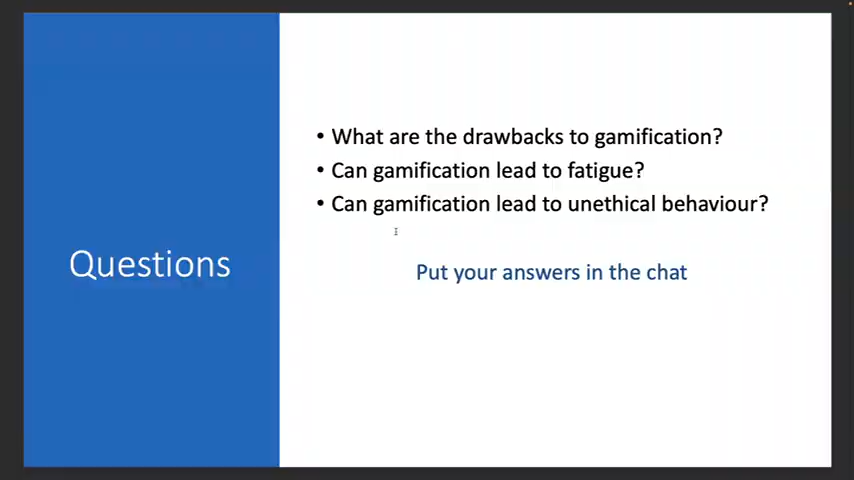 Questions
• What are the drawbacks to gamification?
• Can gamification lead to fatigue?
• Can gamification lead to unethical behaviour?
Put your answers in the chat